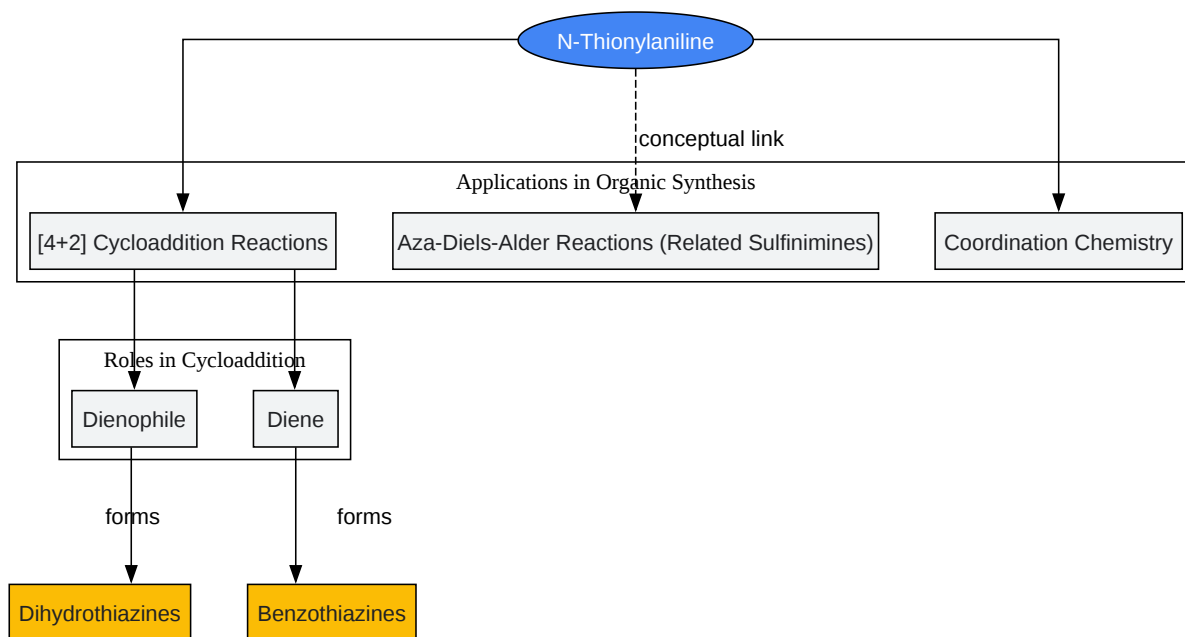 N-Thionylaniline
conceptual link
Applications in Organic Synthesis
[4+2] Cycloaddition Reactions
Aza-Diels-Alder Reactions (Related Sulfinimines)
Coordination Chemistry
Roles in Cycloaddition
Dienophile
Diene
forms
forms
Dihydrothiazines
Benzothiazines